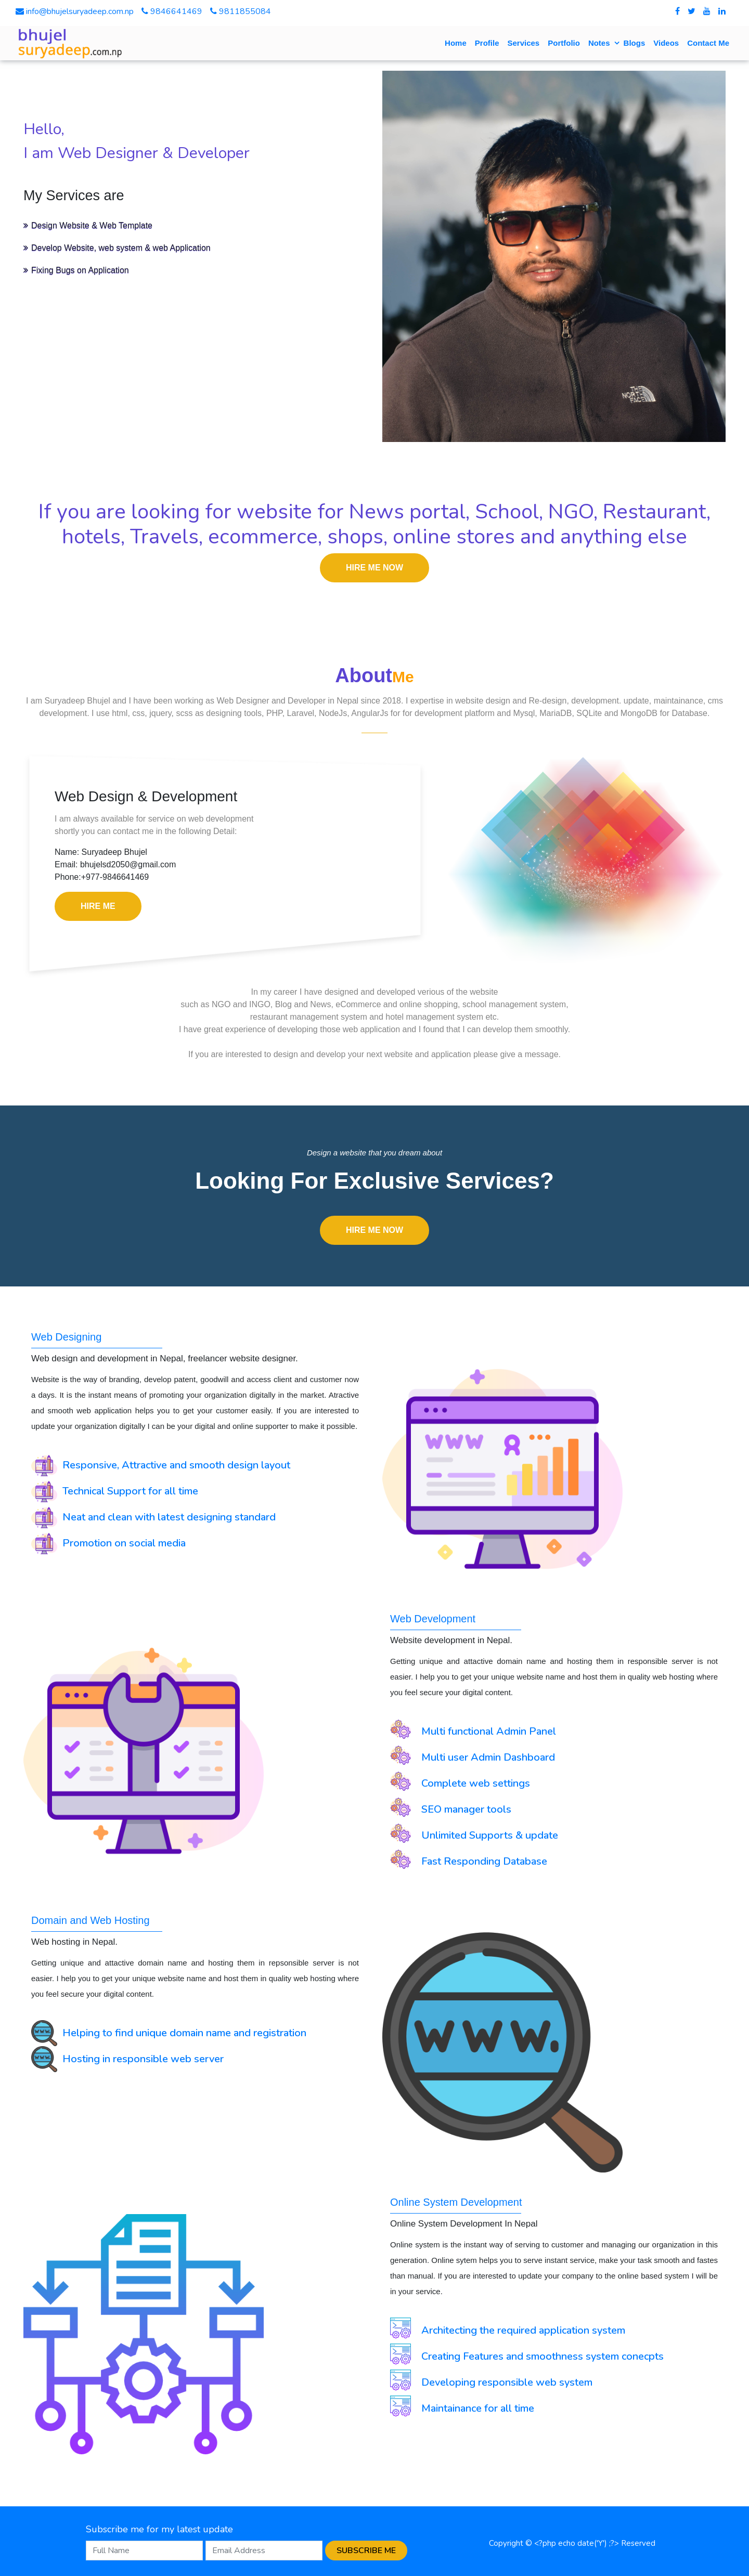 info@bhujelsuryadeep.com.np 9846641469 9811855084
bhujel
suryadeep.com.np
Home Profile Services Portfolio Notes Blogs Videos Contact Me
Hello,
I am Web Designer & Developer
My Services are
Design Website & Web Template
Develop Website, web system & web Application
Fixing Bugs on Application
THE
NORTH
FACE
If you are looking for website for News portal, School, NGO, Restaurant,
hotels, Travels, ecommerce, shops, online stores and anything else
HIRE ME NOW
AboutMe
I am Suryadeep Bhujel and I have been working as Web Designer and Developer in Nepal since 2018. I expertise in website design and Re-design, development. update, maintainance, cms
development. I use html, css, jquery, scss as designing tools, PHP, Laravel, NodeJs, AngularJs for for development platform and Mysql, MariaDB, SQLite and MongoDB for Database.
Web Design & Development
I am always available for service on web development
shortly you can contact me in the following Detail:
Name: Suryadeep Bhujel
Email: bhujelsd2050@gmail.com
Phone:+977-9846641469
HIRE ME
In my career I have designed and developed verious of the website
such as NGO and INGO, Blog and News, eCommerce and online shopping, school management system,
restaurant management system and hotel management system etc.
I have great experience of developing those web application and I found that I can develop them smoothly.
If you are interested to design and develop your next website and application please give a message.
Design a website that you dream about
Looking For Exclusive Services?
HIRE ME NOW
Web Designing
Web design and development in Nepal, freelancer website designer.
Website is the way of branding, develop patent, goodwill and access client and customer now
a days. It is the instant means of promoting your organization digitally in the market. Atractive
and smooth web application helps you to get your customer easily. If you are interested to
update your organization digitally I can be your digital and online supporter to make it possible.
Responsive, Attractive and smooth design layout
Technical Support for all time
Neat and clean with latest designing standard
Promotion on social media
WWW
Web Development
Website development in Nepal.
Getting unique and attactive domain name and hosting them in responsible server is not
easier. I help you to get your unique website name and host them in quality web hosting where
you feel secure your digital content.
Multi functional Admin Panel
Multi user Admin Dashboard
Complete web settings
SEO manager tools
Unlimited Supports & update
Fast Responding Database
Domain and Web Hosting
Web hosting in Nepal.
Getting unique and attactive domain name and hosting them in repsonsible server is not
easier. I help you to get your unique website name and host them in quality web hosting where
you feel secure your digital content.
Helping to find unique domain name and registration
Hosting in responsible web server
WWW.
Online System Development
Online System Development In Nepal
Online system is the instant way of serving to customer and managing our organization in this
generation. Online sytem helps you to serve instant service, make your task smooth and fastes
than manual. If you are interested to update your company to the online based system I will be
in your service.
Architecting the required application system
Creating Features and smoothness system conecpts
Developing responsible web system
Maintainance for all time
Subscribe me for my latest update
Full Name Email Address SUBSCRIBE ME
Copyright © <?php echo date('Y') ;?> Reserved